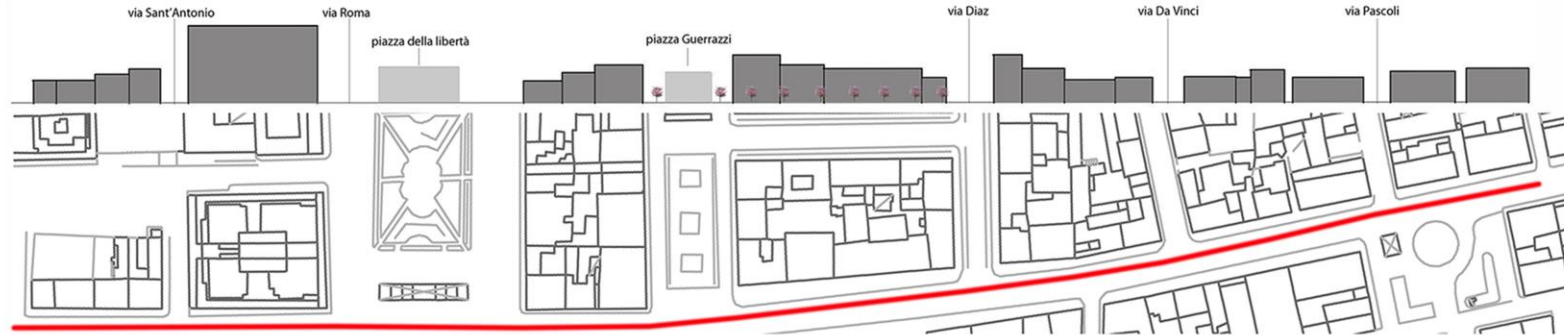 via Sant'Antonio
via Roma
piazza della libertà
piazza Guerrazzi
via Diaz
via Da Vinci
via Pascoli